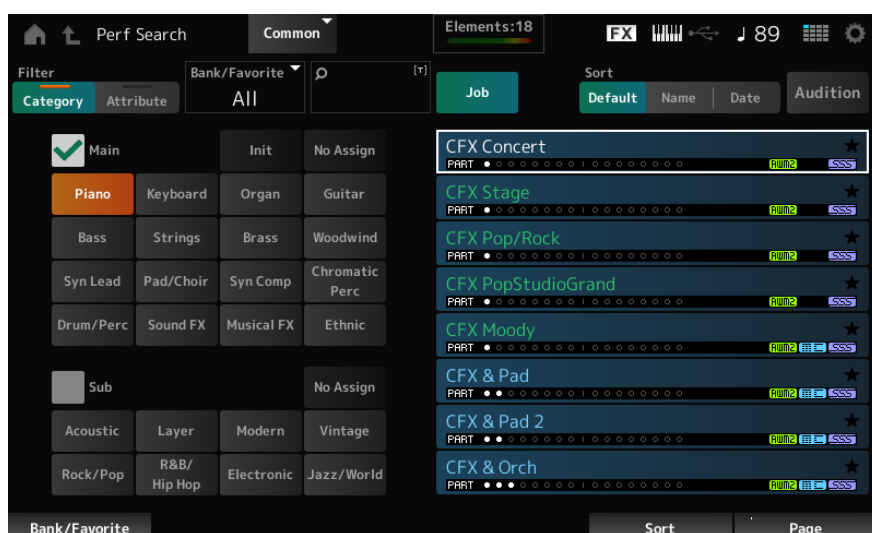 Perf Search
Common
Elements:18
FX
♩ 89
Filter
Category
Attribute
Bank/Favorite
All
[T]
Job
Sort
Default
Name
Date
Audition
Main
Init
No Assign
Piano
Keyboard
Organ
Guitar
Bass
Strings
Brass
Woodwind
Syn Lead
Pad/Choir
Syn Comp
Chromatic
Perc
Drum/Perc
Sound FX
Musical FX
Ethnic
Sub
No Assign
Acoustic
Layer
Modern
Vintage
Rock/Pop
R&B/
Hip Hop
Electronic
Jazz/World
CFX Concert
PART
AWM2
SSS
CFX Stage
PART
AWM2
SSS
CFX Pop/Rock
PART
AWM2
SSS
CFX PopStudioGrand
PART
AWM2
SSS
CFX Moody
PART
AWM2
SSS
CFX & Pad
PART
AWM2
SSS
CFX & Pad 2
PART
AWM2
SSS
CFX & Orch
PART
AWM2
SSS
Bank/Favorite
Sort
Page